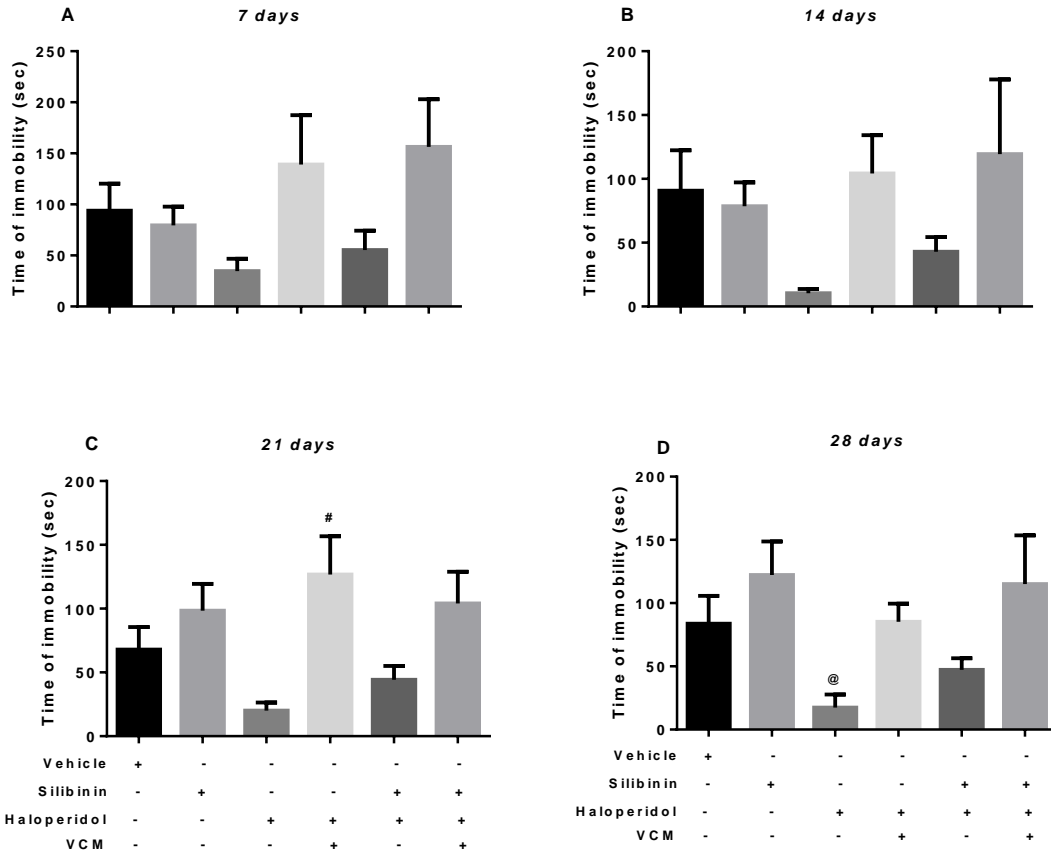 A
7 days
Time of immobility (sec)
250
200
150
100
50
0
B
14 days
Time of immobility (sec)
200
150
100
50
0
C
21 days
Time of immobility (sec)
200
150
100
50
0
#
D
28 days
Time of immobility (sec)
200
150
100
50
0
@
Vehicle + - - - - -
Silibinin - + - - + +
Haloperidol - - + + + +
VCM - - - + - +
Vehicle + - - - - -
Silibinin - + - - + +
Haloperidol - - + + + +
VCM - - - + - +